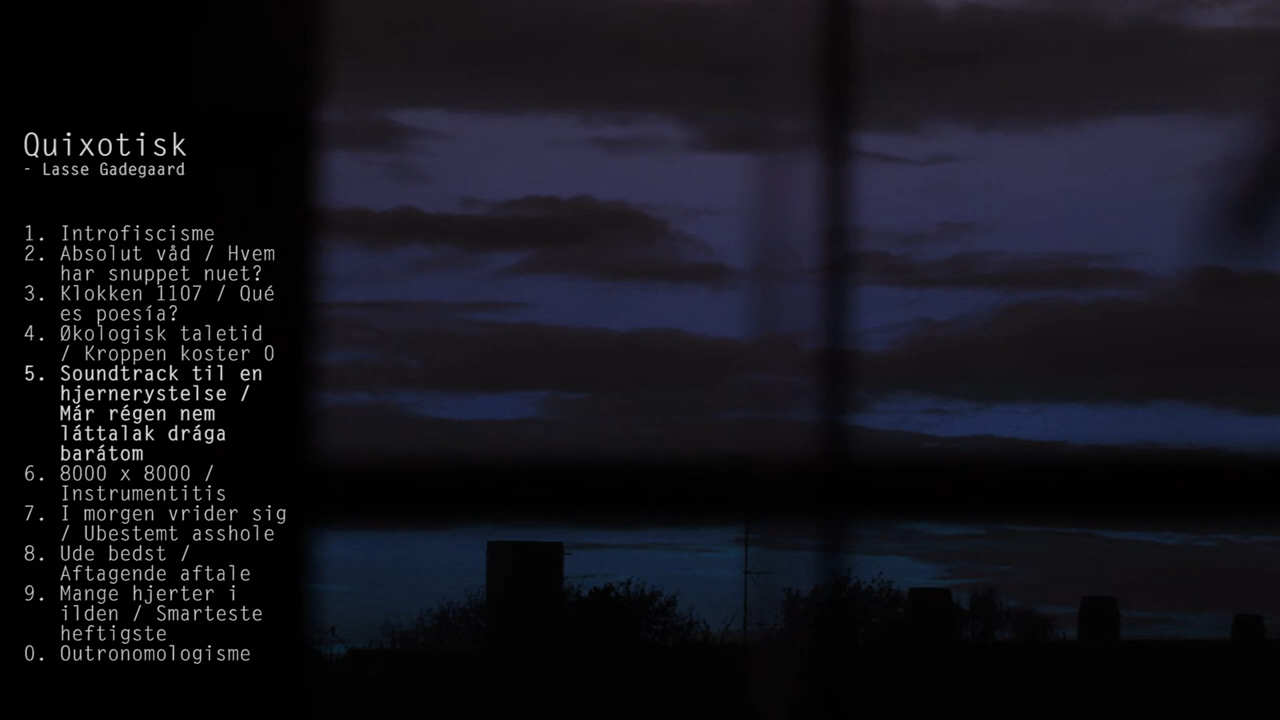 Quixotisk
- Lasse Gadegaard
1. Introfiscisme
2. Absolut våd / Hvem
har snuppet nuet?
3. Klokken 1107 / Qué
es poesía?
4. Økologisk taletid
/ Kroppen koster 0
5. Soundtrack til en
hjernerystelse /
Már régen nem
láttalak drága
barátom
6. 8000 x 8000 /
Instrumentitis
7. I morgen vrider sig
/ Ubestemt asshole
8. Ude bedst /
Aftagende aftale
9. Mange hjerter i
ilden / Smarteste
heftigste
0. Outronomologisme